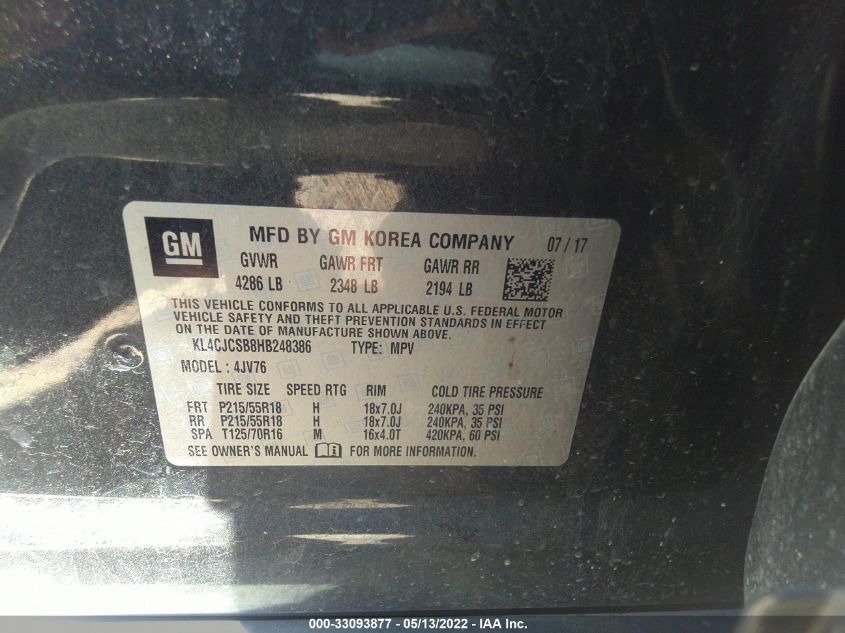 GM MFD BY GM KOREA COMPANY 07 / 17
GVWR GAWR FRT GAWR RR
4286 LB 2348 LB 2194 LB
THIS VEHICLE CONFORMS TO ALL APPLICABLE U.S. FEDERAL MOTOR
VEHICLE SAFETY AND THEFT PREVENTION STANDARDS IN EFFECT
ON THE DATE OF MANUFACTURE SHOWN ABOVE.
KL4CJCSB8HB248386 TYPE: MPV
MODEL : 4JV76
TIRE SIZE SPEED RTG RIM COLD TIRE PRESSURE
FRT P215/55R18 H 18x7.0J 240KPA, 35 PSI
RR P215/55R18 H 18x7.0J 240KPA, 35 PSI
SPA T125/70R16 M 16x4.0T 420KPA, 60 PSI
SEE OWNER'S MANUAL FOR MORE INFORMATION.
000-33093877 - 05/13/2022 - IAA Inc.